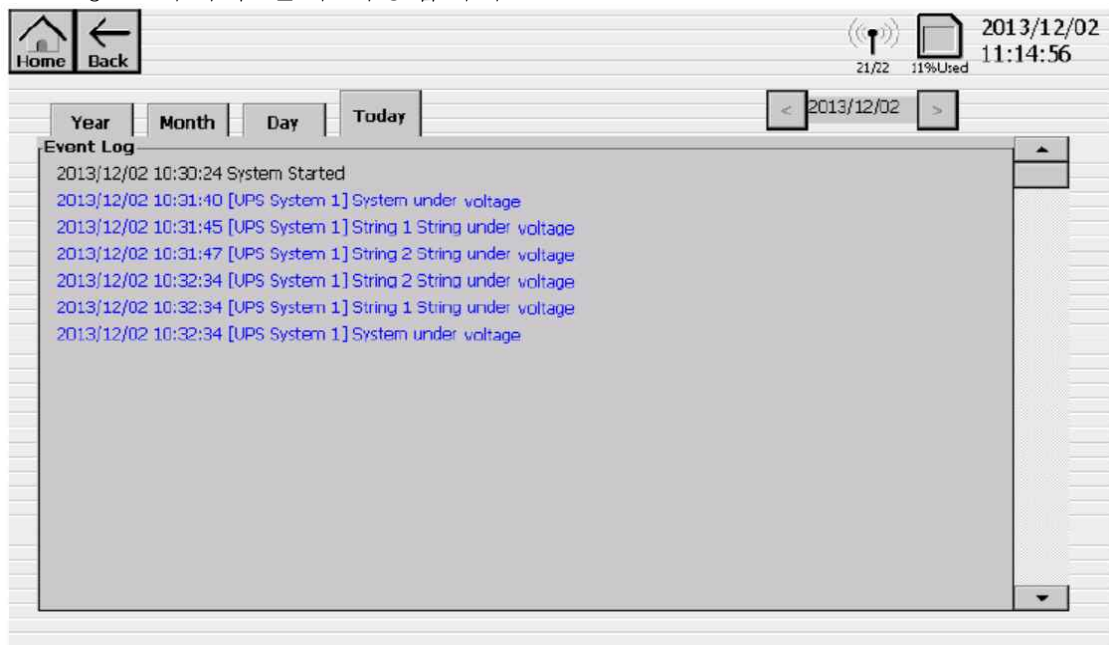 Home
Back
21/22
11%Used
2013/12/02
11:14:56
Year
Month
Day
Today
<
2013/12/02
>
Event Log
2013/12/02 10:30:24 System Started
2013/12/02 10:31:40 [UPS System 1] System under voltage
2013/12/02 10:31:45 [UPS System 1] String 1 String under voltage
2013/12/02 10:31:47 [UPS System 1] String 2 String under voltage
2013/12/02 10:32:34 [UPS System 1] String 2 String under voltage
2013/12/02 10:32:34 [UPS System 1] String 1 String under voltage
2013/12/02 10:32:34 [UPS System 1] System under voltage